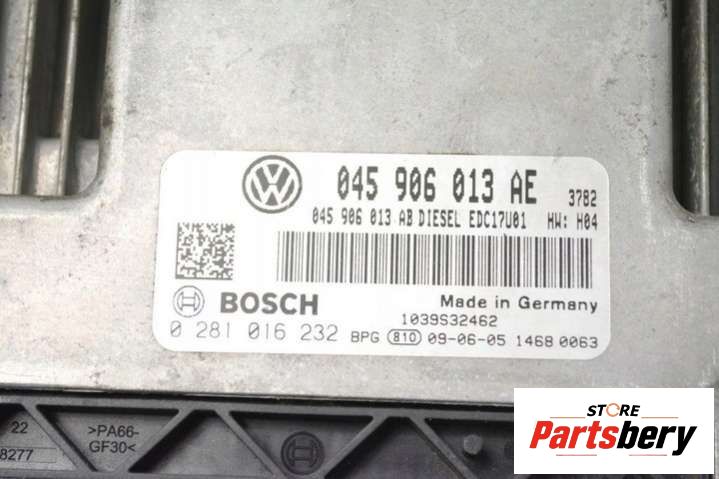 045 906 013 AE 3782
045 906 013 AB DIESEL EDC17U01 HW: H04
BOSCH Made in Germany
1039S32462
0 281 016 232 BPG 810 09-06-05 1468 0063
22 >PA66-
8277 GF30<
STORE
Partsbery